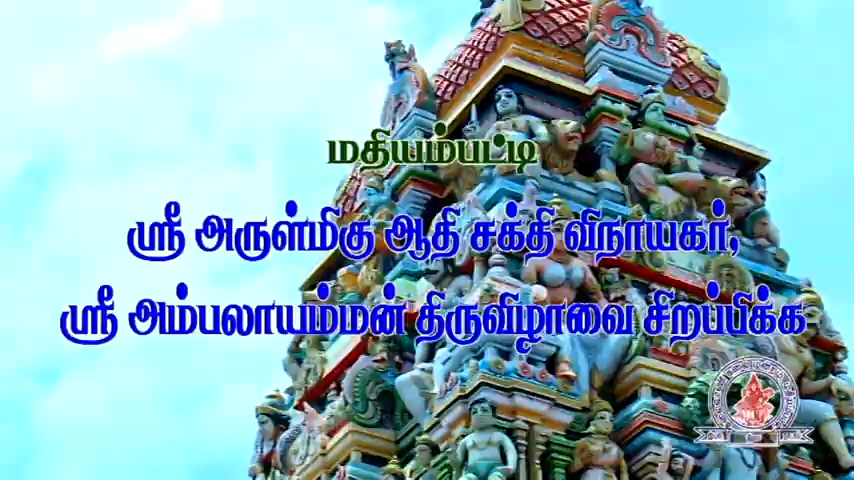 மதியம்பட்டி
ஸ்ரீ அருள்மிகு ஆதி சக்தி விநாயகர்,
ஸ்ரீ அம்பலாயம்மன் திருவிழாவை சிறப்பிக்க